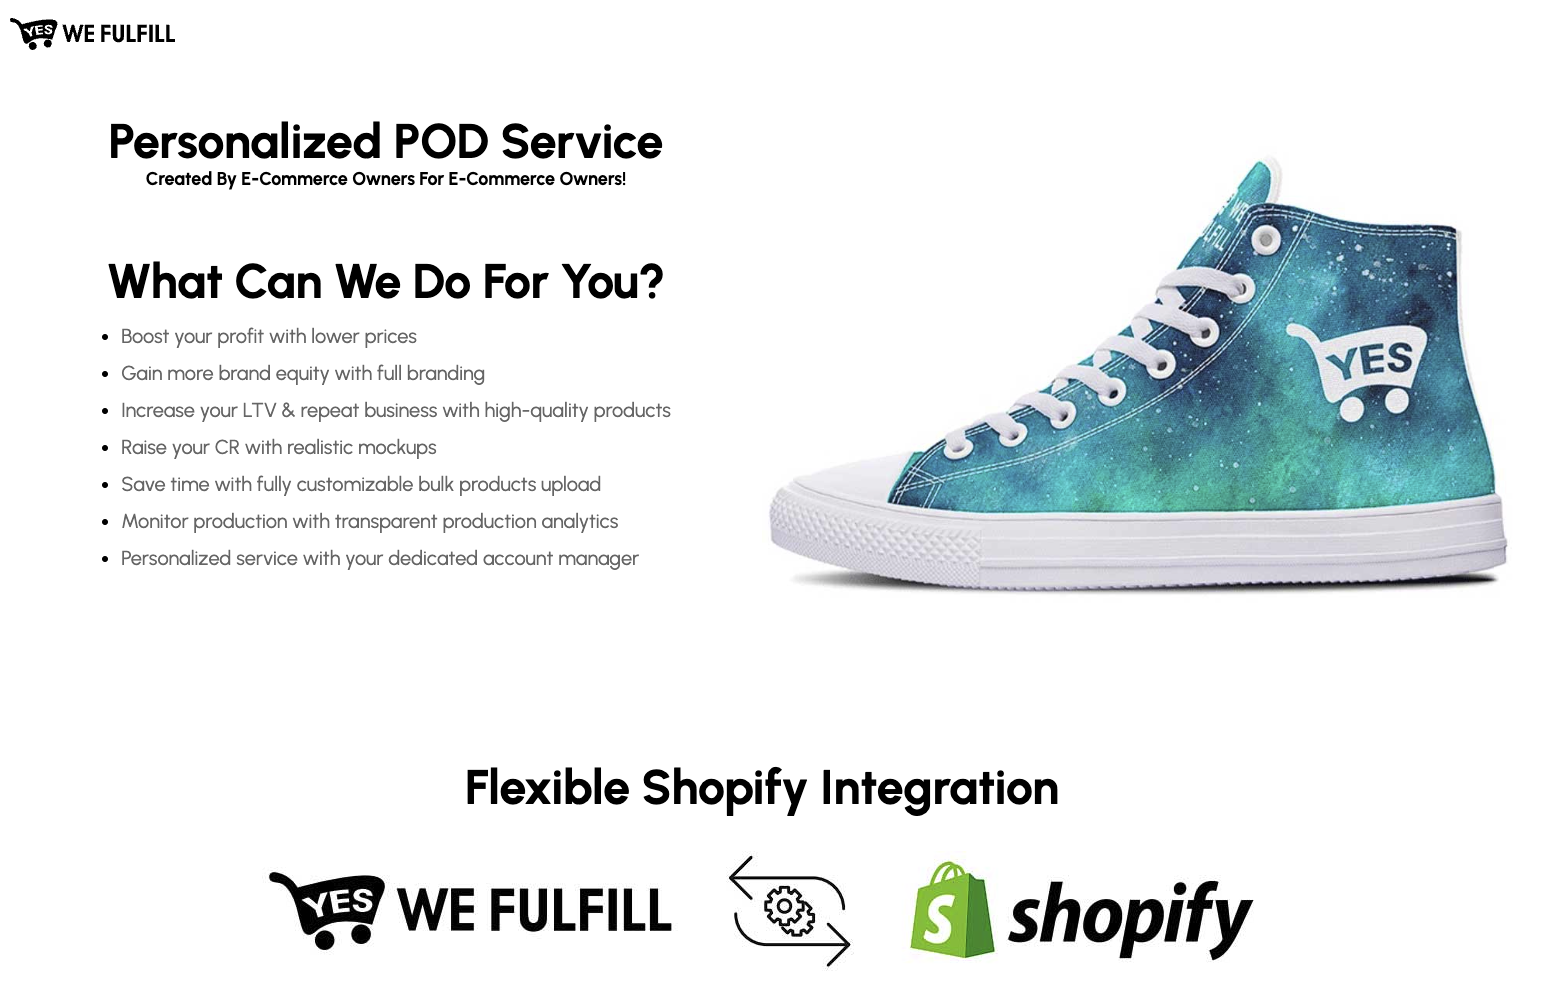 YES WE FULFILL
Personalized POD Service
Created By E-Commerce Owners For E-Commerce Owners!
What Can We Do For You?
Boost your profit with lower prices
Gain more brand equity with full branding
Increase your LTV & repeat business with high-quality products
Raise your CR with realistic mockups
Save time with fully customizable bulk products upload
Monitor production with transparent production analytics
Personalized service with your dedicated account manager
YES
Flexible Shopify Integration
YES WE FULFILL
S shopify